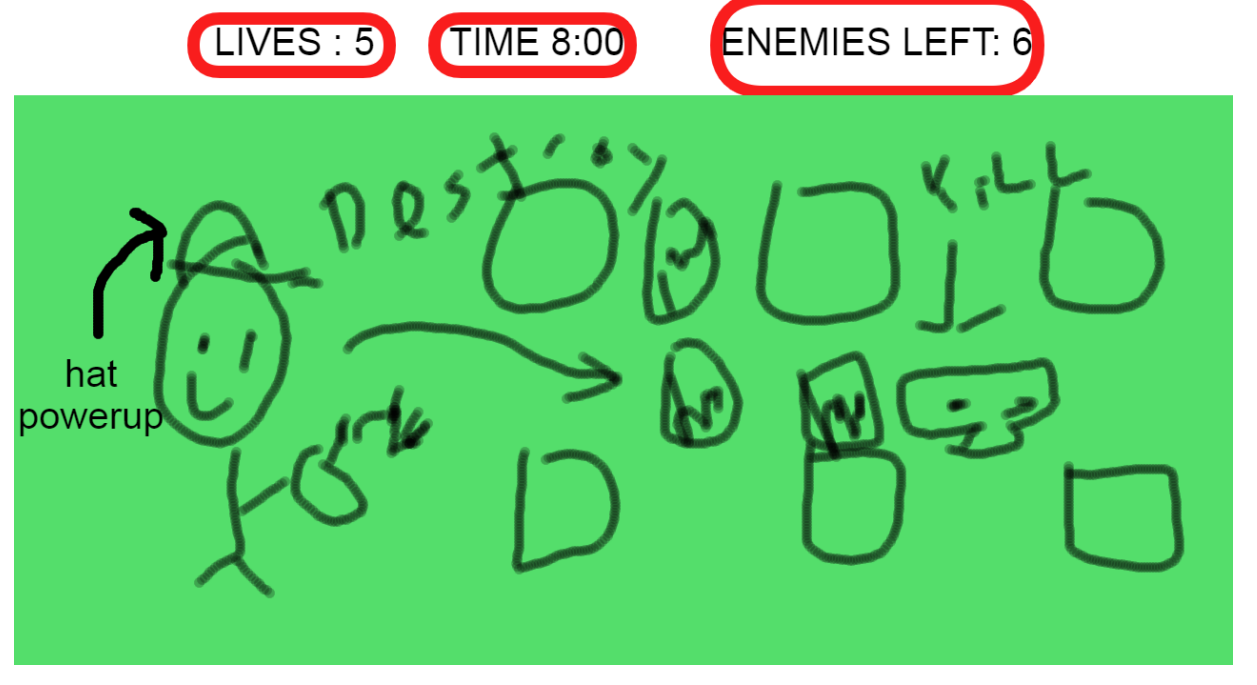 LIVES : 5
TIME 8:00
ENEMIES LEFT: 6
Destroy
KiLL
hat
powerup